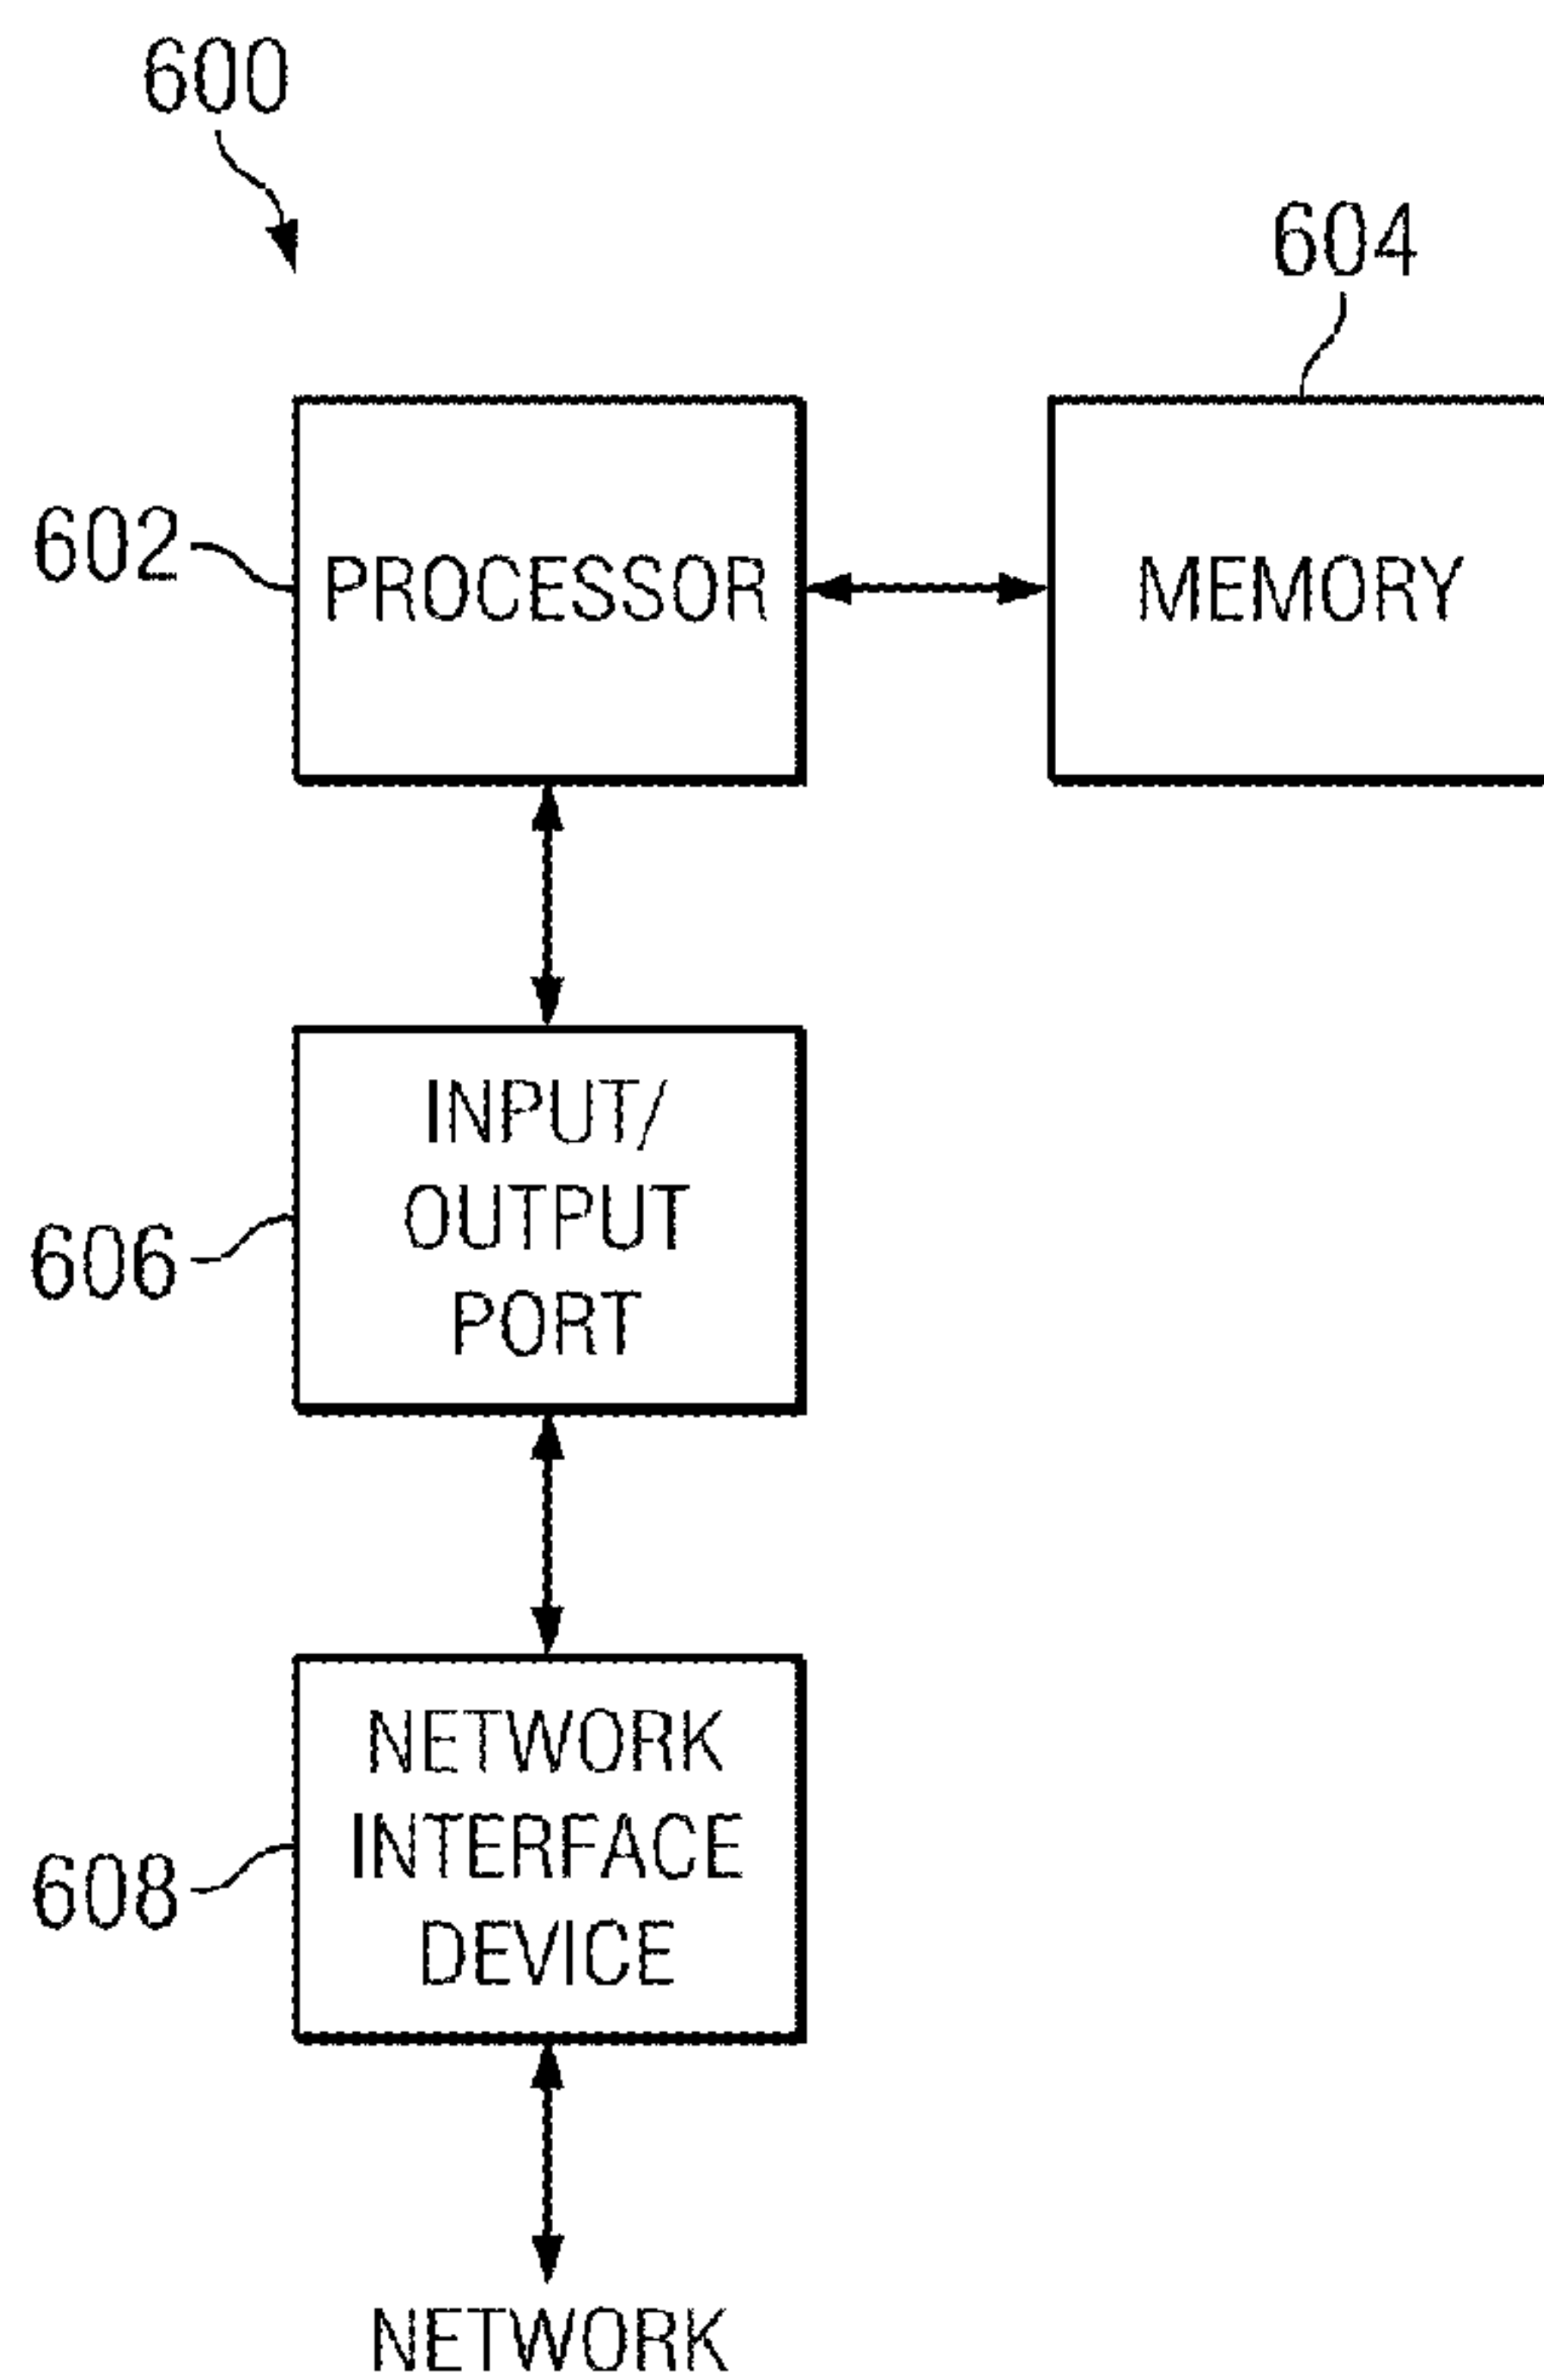 600
604
602
PROCESSOR
MEMORY
INPUT/
OUTPUT
PORT
606
NETWORK
INTERFACE
DEVICE
608
NETWORK